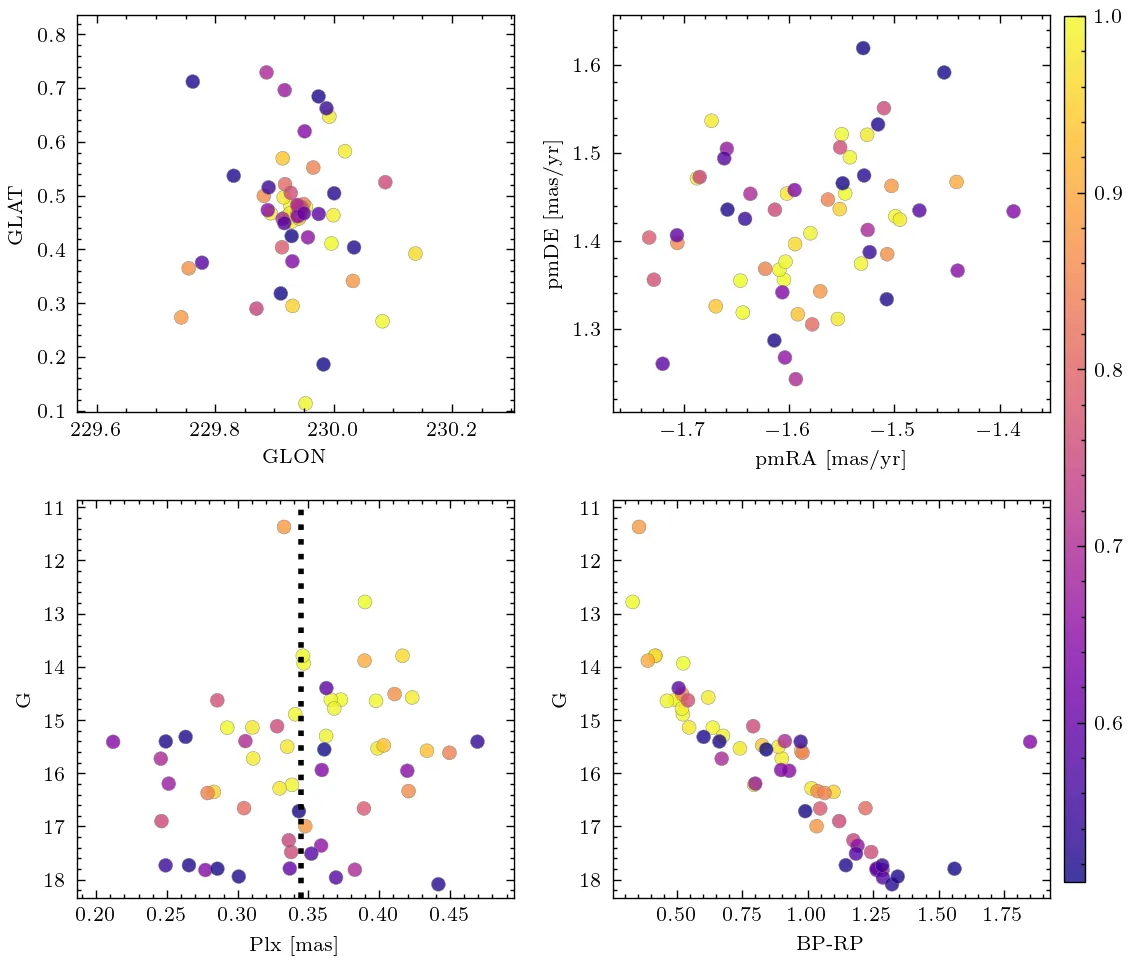 0.8
0.7
0.6
0.5
0.4
0.3
0.2
0.1
GLAT
229.6 229.8 230.0 230.2
GLON
1.6
1.5
1.4
1.3
pmDE [mas/yr]
−1.7 −1.6 −1.5 −1.4
pmRA [mas/yr]
1.0
0.9
0.8
0.7
0.6
11
12
13
14
15
16
17
18
G
0.20 0.25 0.30 0.35 0.40 0.45
Plx [mas]
11
12
13
14
15
16
17
18
G
0.50 0.75 1.00 1.25 1.50 1.75
BP-RP